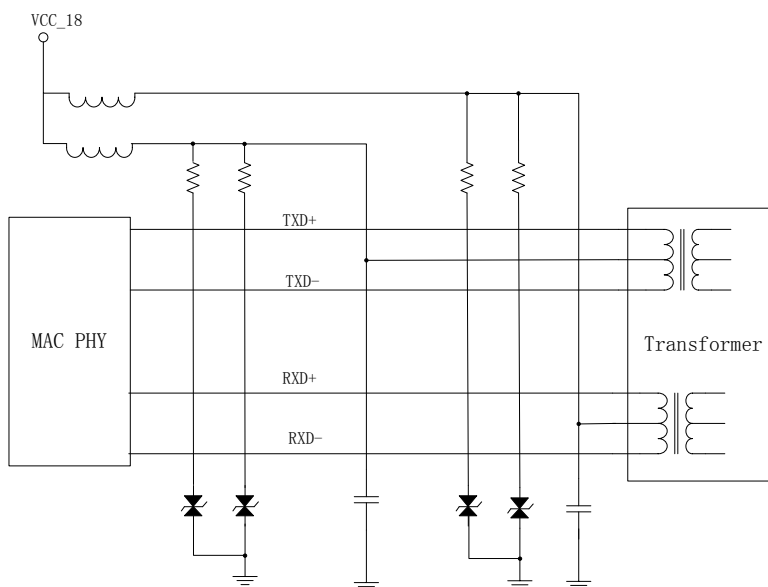 VCC_18
TXD+
TXD-
MAC PHY
Transformer
RXD+
RXD-